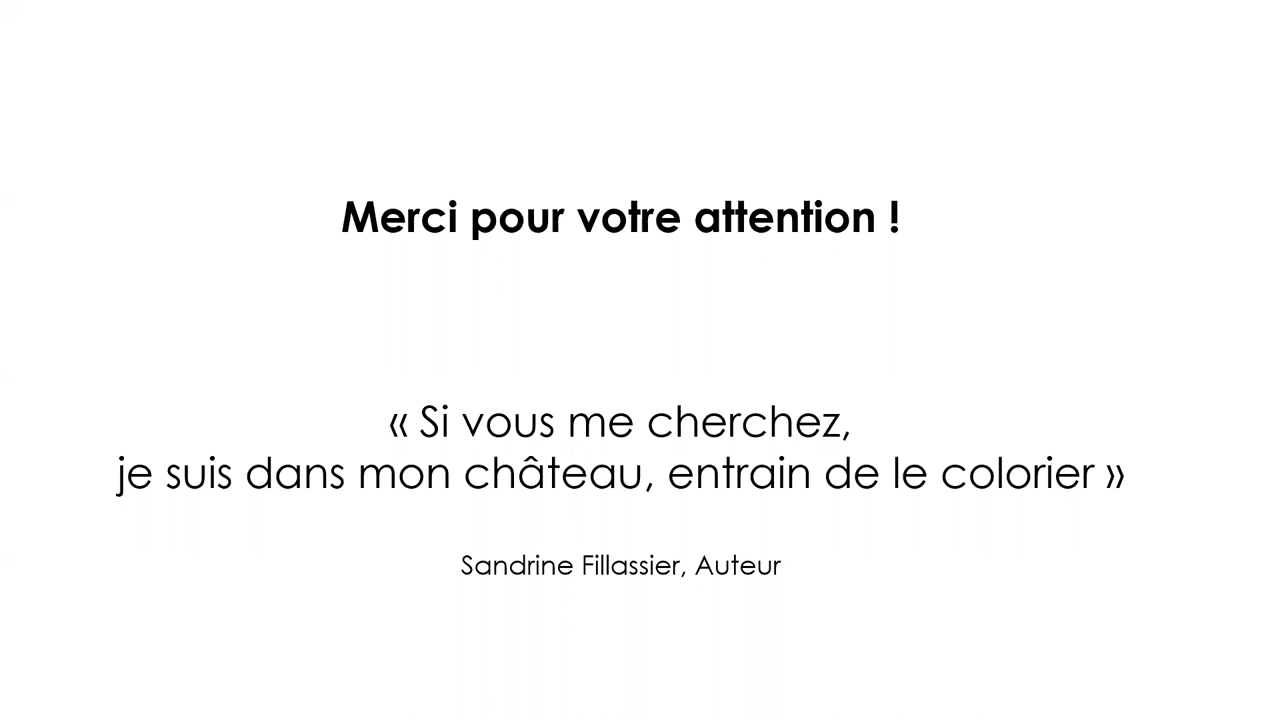 Merci pour votre attention !
« Si vous me cherchez,
je suis dans mon château, entrain de le colorier »
Sandrine Fillassier, Auteur